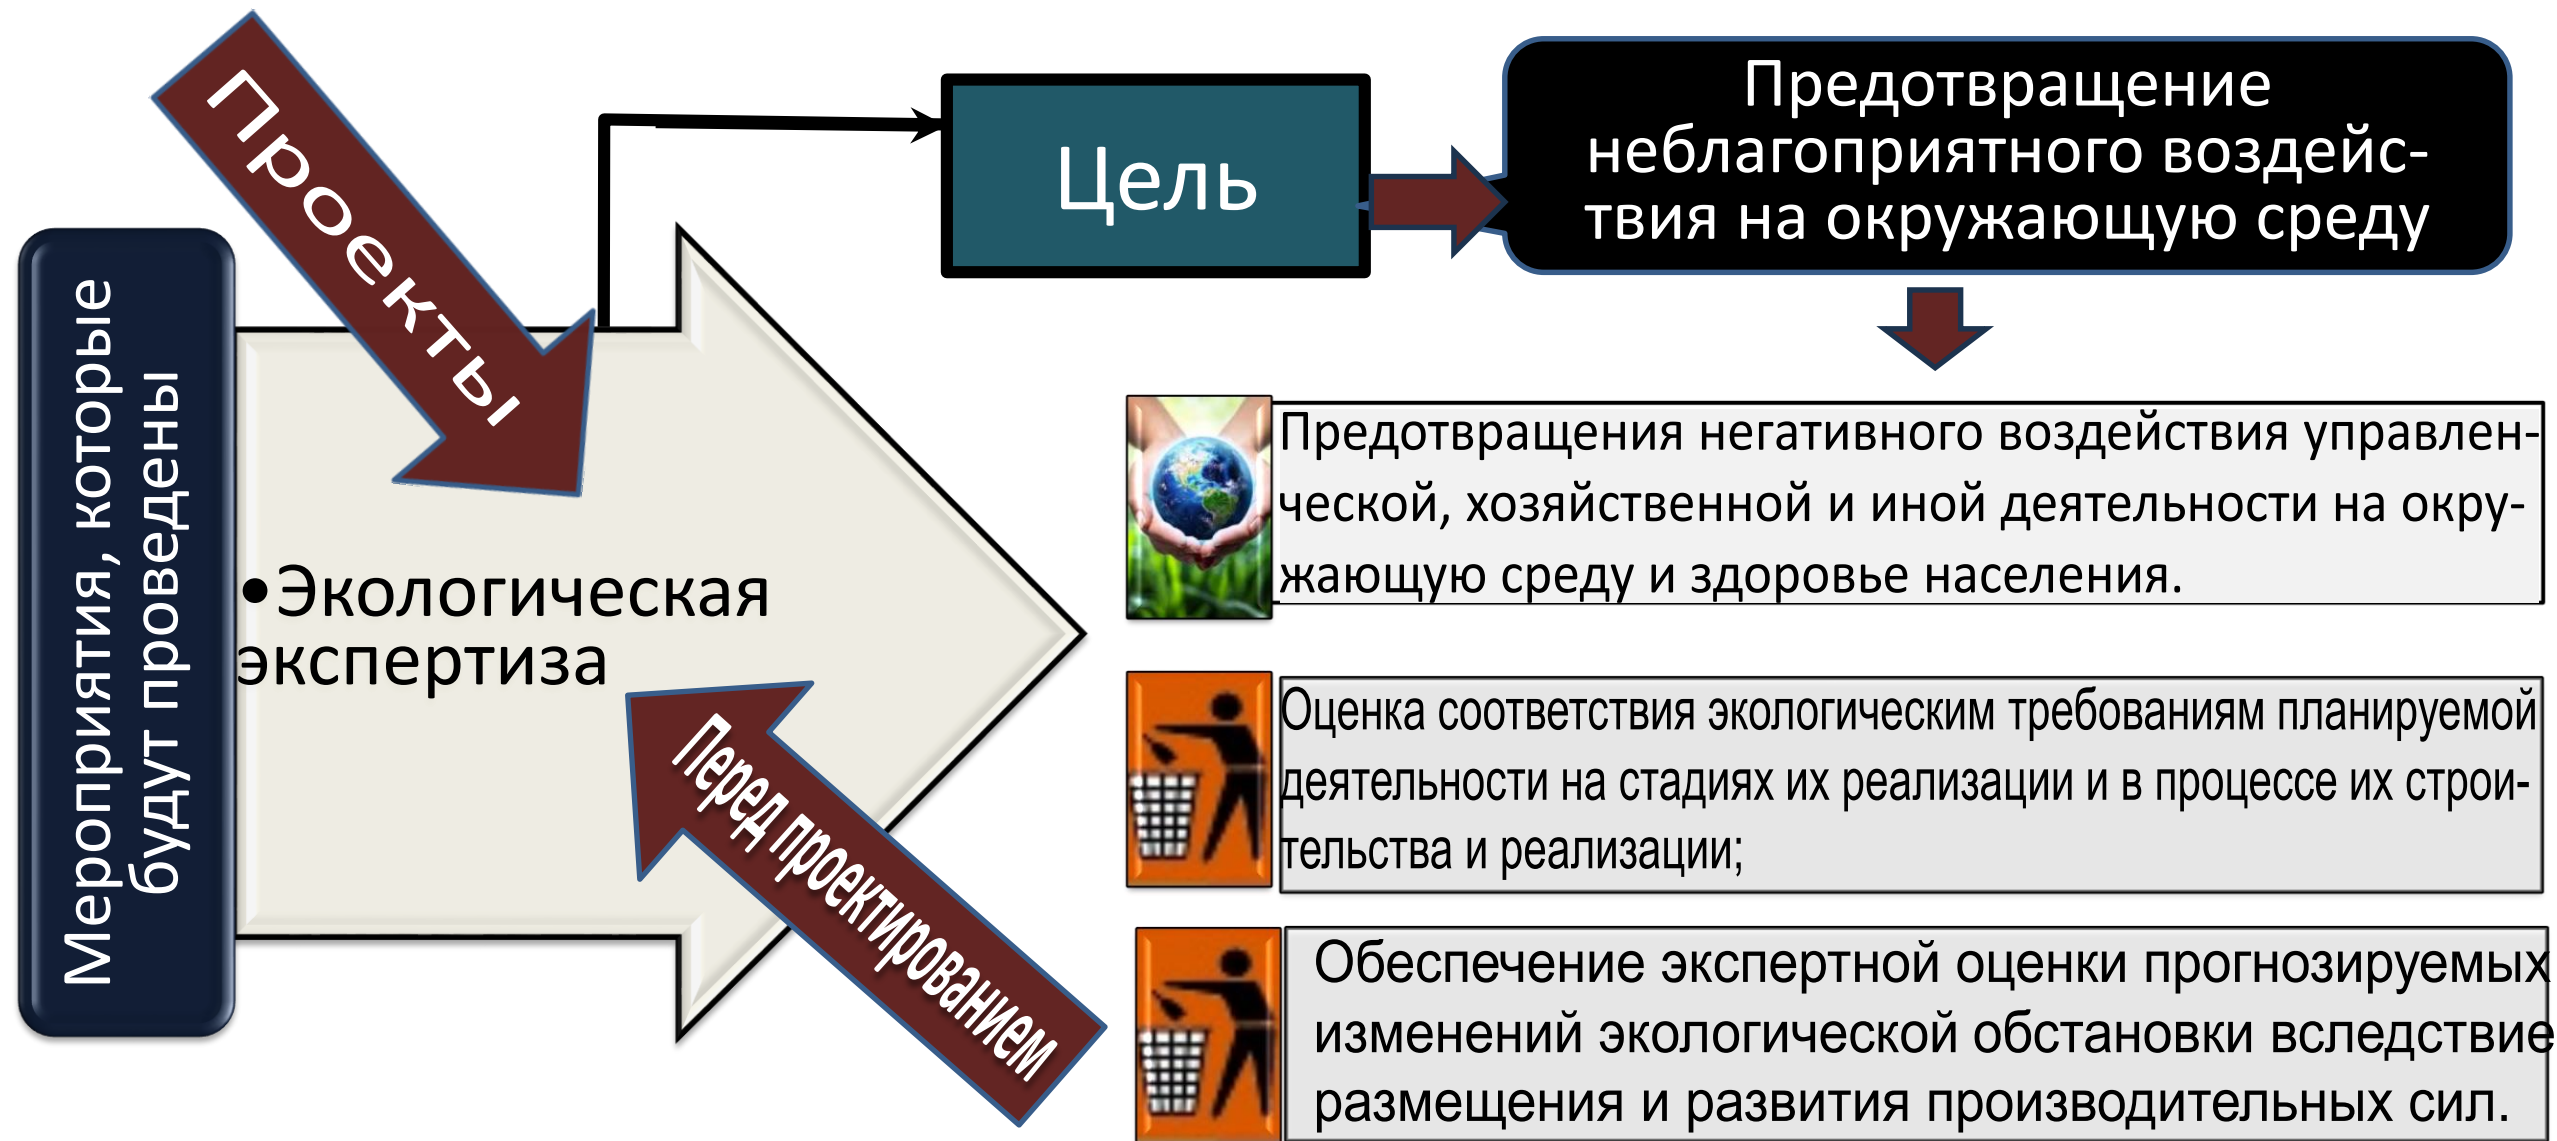 Проекты
Мероприятия, которые
будут проведены
•Экологическая
экспертиза
Перед проектированием
Цель
Предотвращение
неблагоприятного воздейс-
твия на окружающую среду
Предотвращения негативного воздействия управлен-
ческой, хозяйственной и иной деятельности на окру-
жающую среду и здоровье населения.
Оценка соответствия экологическим требованиям планируемой
деятельности на стадиях их реализации и в процессе их строи-
тельства и реализации;
Обеспечение экспертной оценки прогнозируемых
изменений экологической обстановки вследствие
размещения и развития производительных сил.